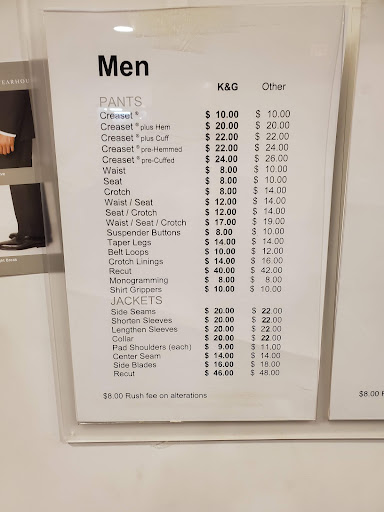 Men
K&G Other
PANTS
Creaset® $ 10.00 $ 10.00
Creaset® plus Hem $ 20.00 $ 20.00
Creaset® plus Cuff $ 22.00 $ 22.00
Creaset® pre-Hemmed $ 22.00 $ 24.00
Creaset® pre-Cuffed $ 24.00 $ 26.00
Waist $ 8.00 $ 10.00
Seat $ 8.00 $ 10.00
Crotch $ 8.00 $ 14.00
Waist / Seat $ 12.00 $ 14.00
Seat / Crotch $ 12.00 $ 14.00
Waist / Seat / Crotch $ 17.00 $ 19.00
Suspender Buttons $ 8.00 $ 10.00
Taper Legs $ 14.00 $ 14.00
Belt Loops $ 10.00 $ 12.00
Crotch Linings $ 14.00 $ 16.00
Recut $ 40.00 $ 42.00
Monogramming $ 8.00 $ 8.00
Shirt Grippers $ 10.00 $ 10.00
JACKETS
Side Seams $ 20.00 $ 22.00
Shorten Sleeves $ 20.00 $ 22.00
Lengthen Sleeves $ 20.00 $ 22.00
Collar $ 20.00 $ 22.00
Pad Shoulders (each) $ 9.00 $ 11.00
Center Seam $ 14.00 $ 14.00
Side Blades $ 16.00 $ 18.00
Recut $ 46.00 $ 48.00
$8.00 Rush fee on alterations
$8.00